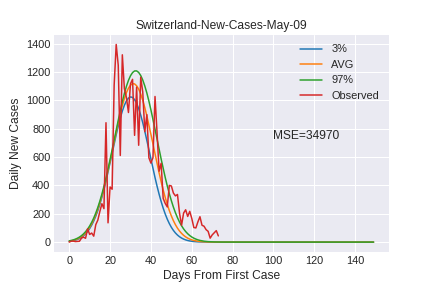 Switzerland-New-Cases-May-09
1400
1200
1000
800
600
400
200
0
Daily New Cases
3%
AVG
97%
Observed
MSE=34970
0 20 40 60 80 100 120 140
Days From First Case